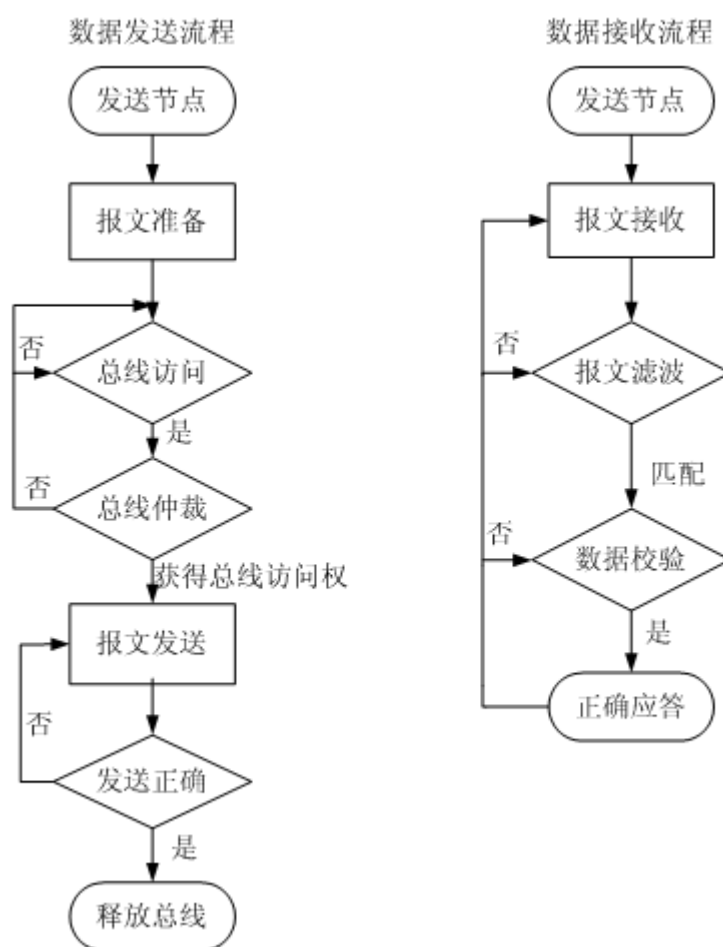 数据发送流程
发送节点
报文准备
否
总线访问
是
否
总线仲裁
获得总线访问权
报文发送
否
发送正确
是
释放总线
数据接收流程
发送节点
报文接收
否
报文滤波
匹配
否
数据校验
是
正确应答